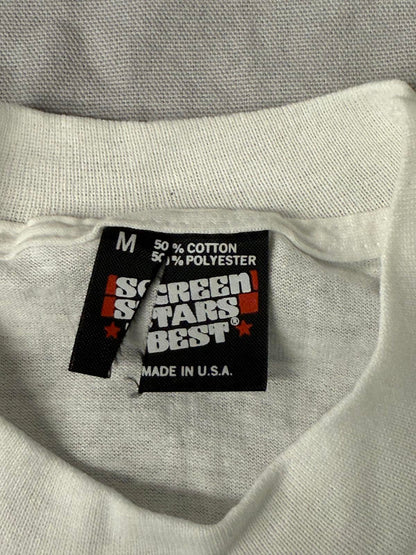 M 50% COTTON
50% POLYESTER
SCREEN
STARS
BEST®
MADE IN U.S.A.